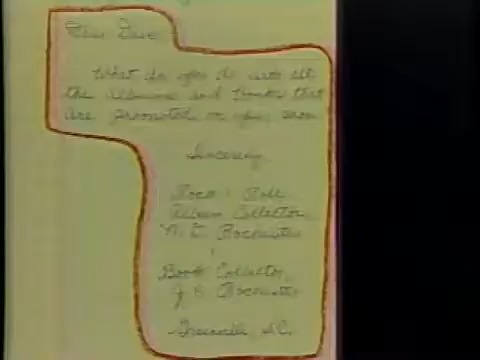 Dear Dave
What do you do with all
the albums and books that
are promoted on your show
Sincerely
Rock & Roll
Album Collector
Book Collector,
Greenville, S.C.